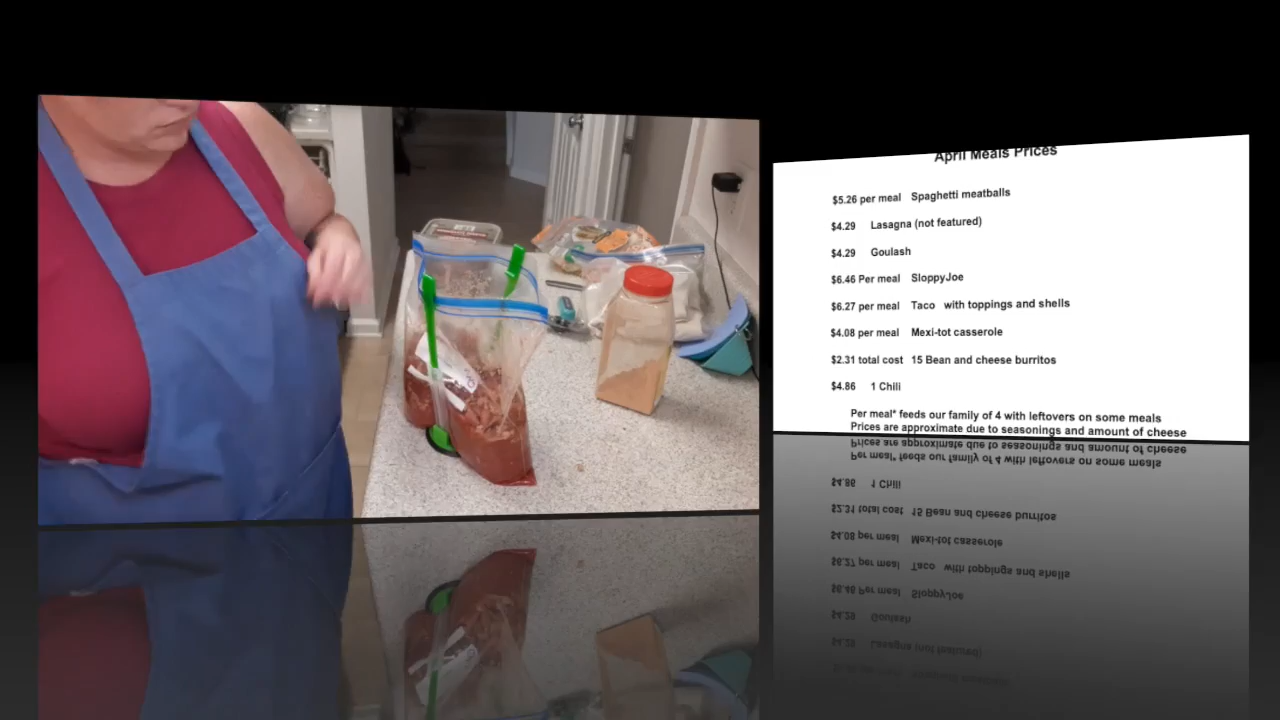 April Meals Prices
$5.26 per meal Spaghetti meatballs
$4.29 Lasagna (not featured)
$4.29 Goulash
$6.46 Per meal SloppyJoe
$6.27 per meal Taco with toppings and shells
$4.08 per meal Mexi-tot casserole
$2.31 total cost 15 Bean and cheese burritos
$4.86 1 Chili
Per meal* feeds our family of 4 with leftovers on some meals
Prices are approximate due to seasonings and amount of cheese